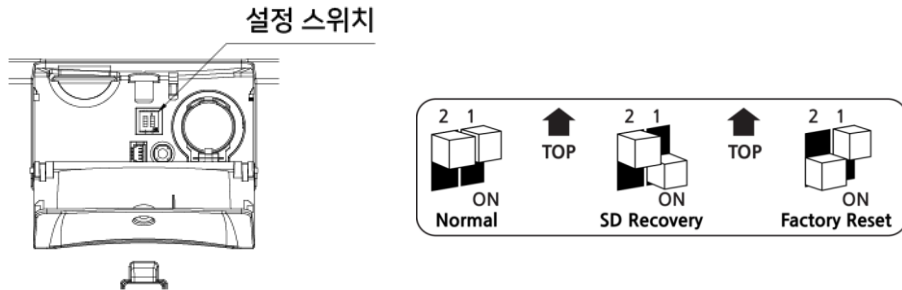 설정 스위치
2 1
TOP
ON
Normal
2 1
TOP
ON
SD Recovery
2 1
ON
Factory Reset